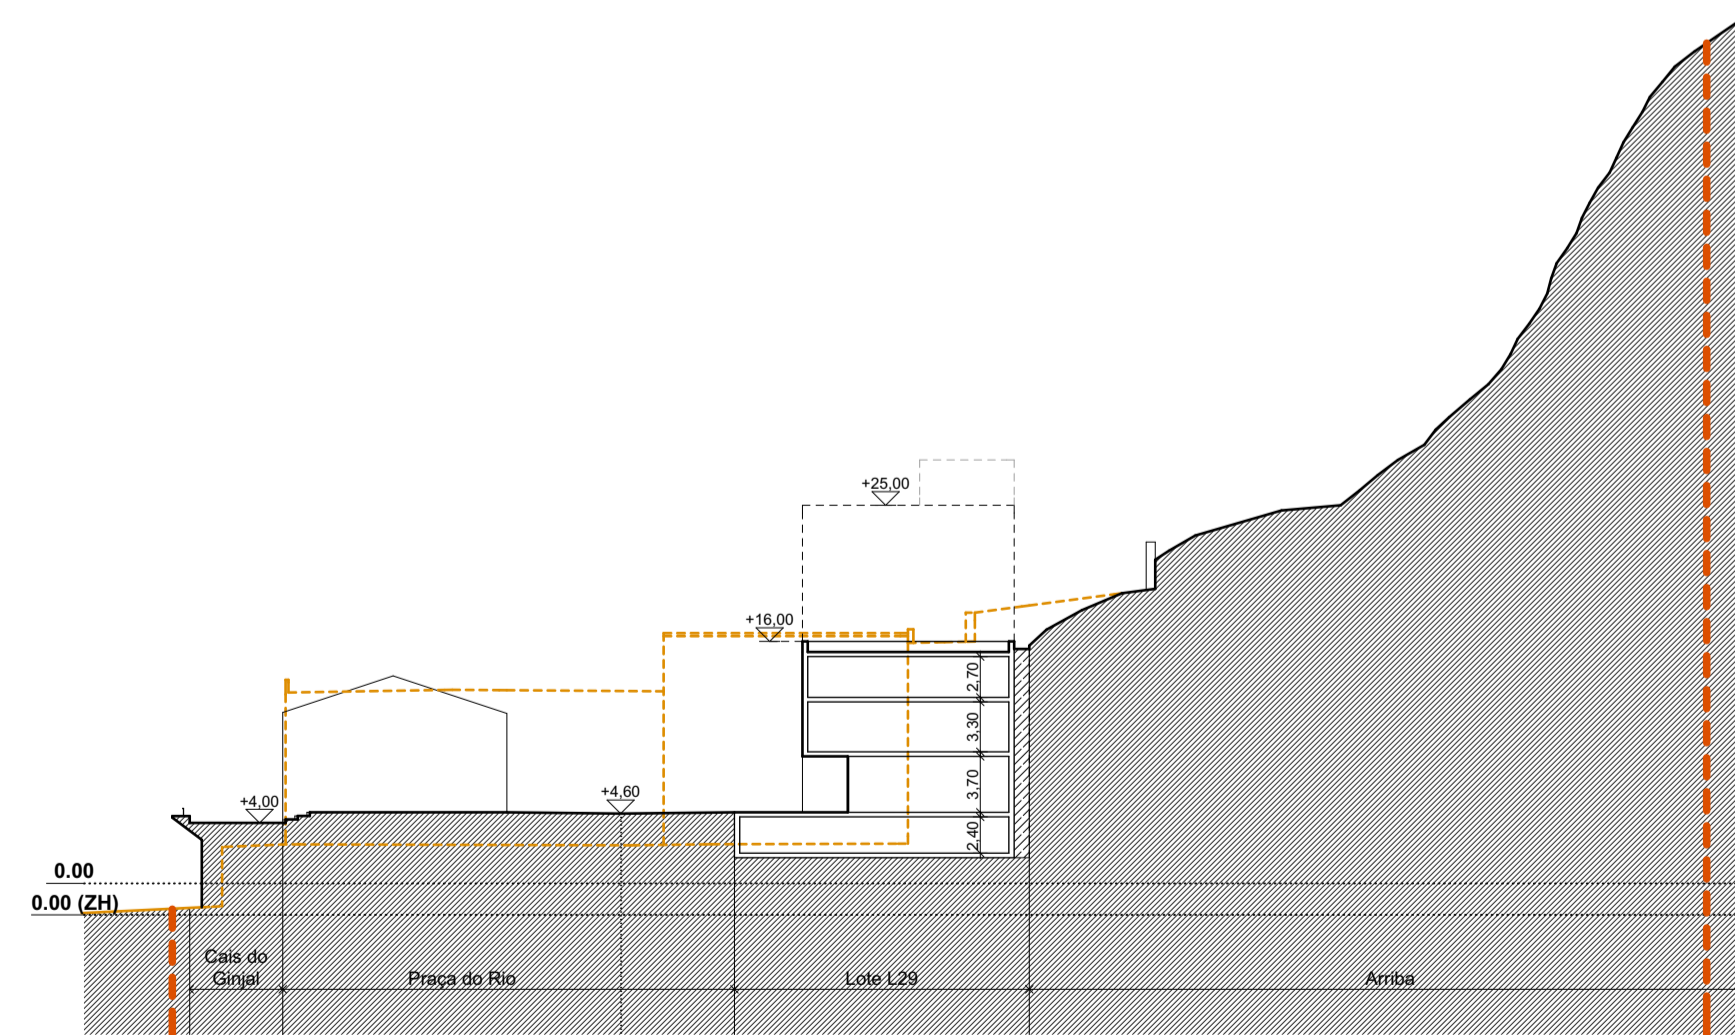 +25,00
+16,00
2,70
3,30
+4,00
+4,60
3,70
2,40
0.00
0.00 (ZH)
Cais do
Ginjal
Praça do Rio
Lote L29
Arriba